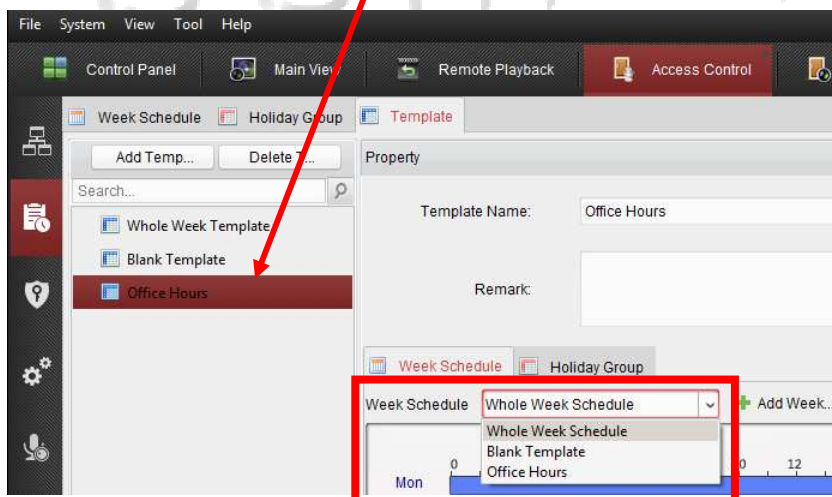 File System View Tool Help
Control Panel Main View Remote Playback Access Control
Week Schedule Holiday Group Template
Add Temp... Delete T... Property
Search...
Whole Week Template
Blank Template
Office Hours
Template Name: Office Hours
Remark:
Week Schedule Holiday Group
Week Schedule Whole Week Schedule Add Week...
Whole Week Schedule
Blank Template
Office Hours
0 12
Mon